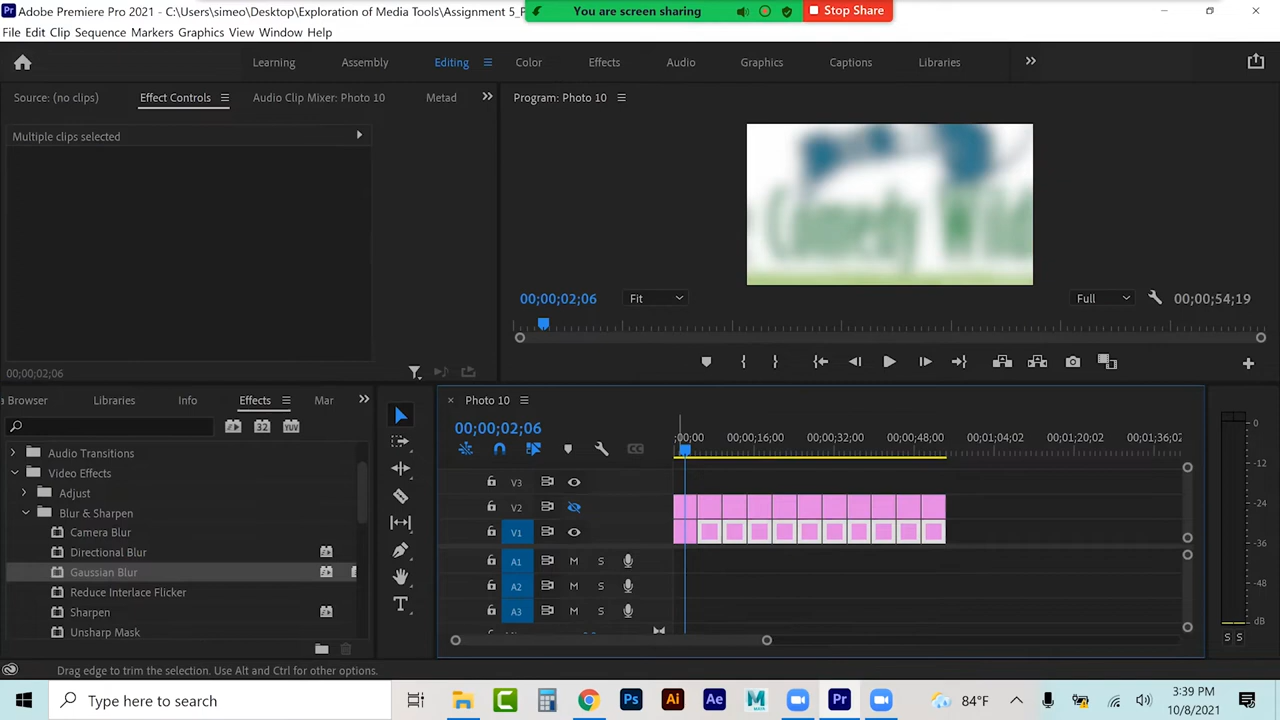 Adobe Premiere Pro 2021 - C:\Users\simeo\Desktop\Exploration of Media Tools\Assignment 5_P
You are screen sharing
Stop Share
File Edit Clip Sequence Markers Graphics View Window Help
Learning Assembly Editing Color Effects Audio Graphics Captions Libraries
Source: (no clips) Effect Controls Audio Clip Mixer: Photo 10 Metad
Program: Photo 10
Multiple clips selected
Comedy Wild
00;00;02;06 Fit Full 00;00;54;19
00;00;02;06
a Browser Libraries Info Effects Mar
Photo 10
00;00;02;06
;00;00 00;00;16;00 00;00;32;00 00;00;48;00 00;01;04;02 00;01;20;02 00;01;36;02
Audio Transitions
Video Effects
Adjust
Blur & Sharpen
Camera Blur
Directional Blur
Gaussian Blur
Reduce Interlace Flicker
Sharpen
Unsharp Mask
V3
V2
V1
A1 M S
A2 M S
A3 M S
0
-12
-24
-36
-48
dB
S S
Drag edge to trim the selection. Use Alt and Ctrl for other options.
Type here to search
84°F
3:39 PM
10/8/2021